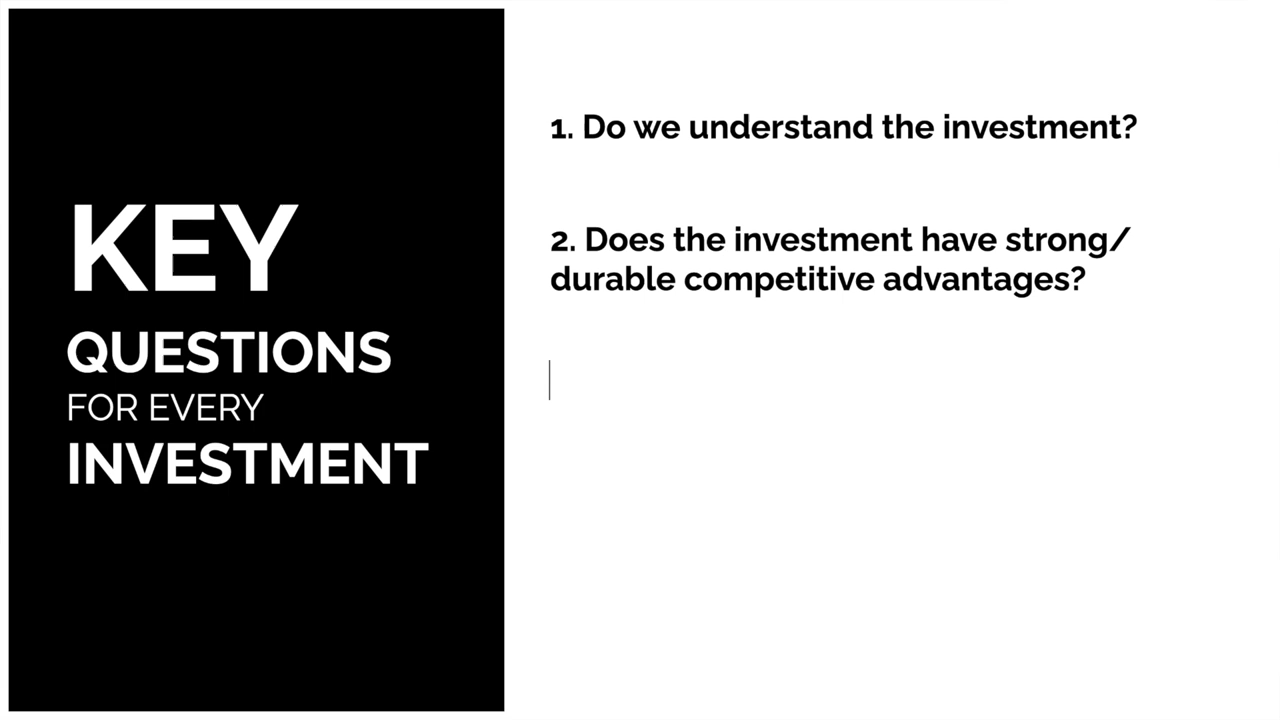 KEY
QUESTIONS
FOR EVERY
INVESTMENT
1. Do we understand the investment?
2. Does the investment have strong/
durable competitive advantages?